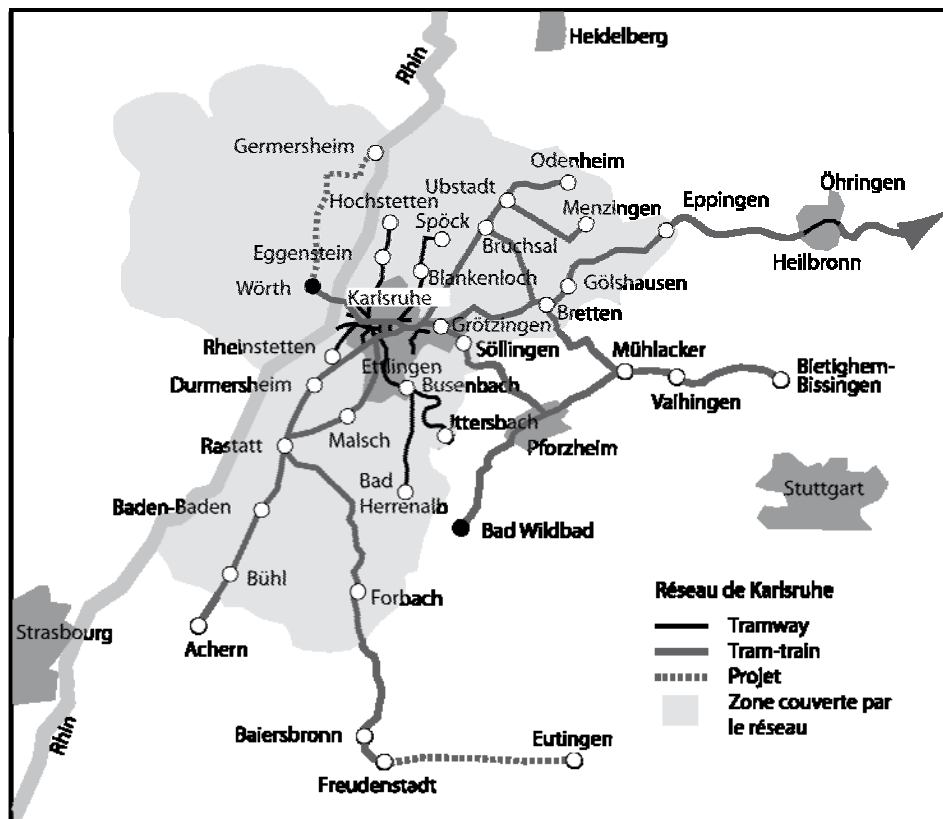 Heidelberg
Rhin
Germersheim
Odenheim
Ubstadt
Hochstetten
Spöck
Menzingen
Eppingen
Öhringen
Eggenstein
Bruchsal
Blankenloch
Heilbronn
Wörth
Karlsruhe
Gölshausen
Grötzingen
Bretten
Rheinstetten
Söllingen
Mühlacker
Ettlingen
Durmersheim
Busenbach
Bietighem-
Bissingen
Vaihingen
Ittersbach
Rastatt
Malsch
Pforzheim
Bad
Herrenalb
Baden-Baden
Stuttgart
Bad Wildbad
Bühl
Forbach
Réseau de Karlsruhe
Strasbourg
Tramway
Achern
Tram-train
Projet
Zone couverte par
le réseau
Rhin
Baiersbronn
Eutingen
Freudenstadt